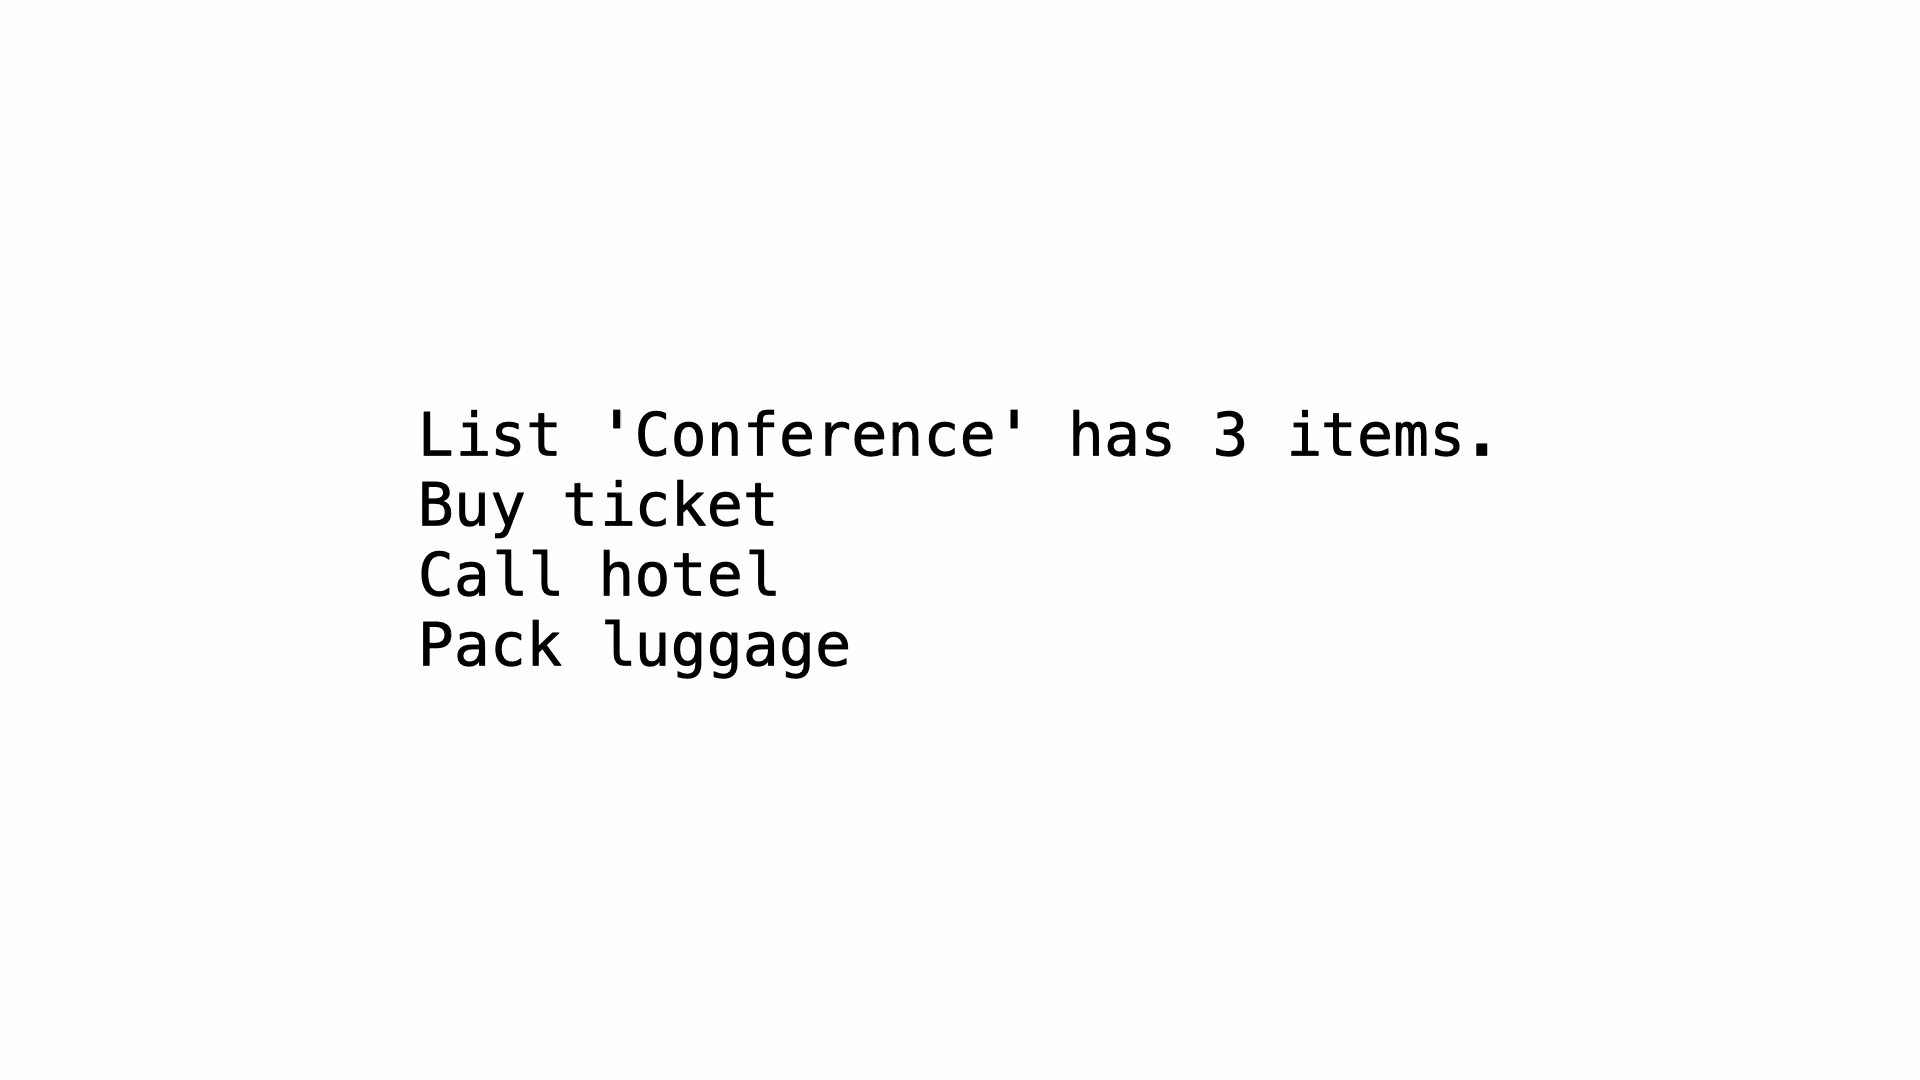 List 'Conference' has 3 items.
Buy ticket
Call hotel
Pack luggage